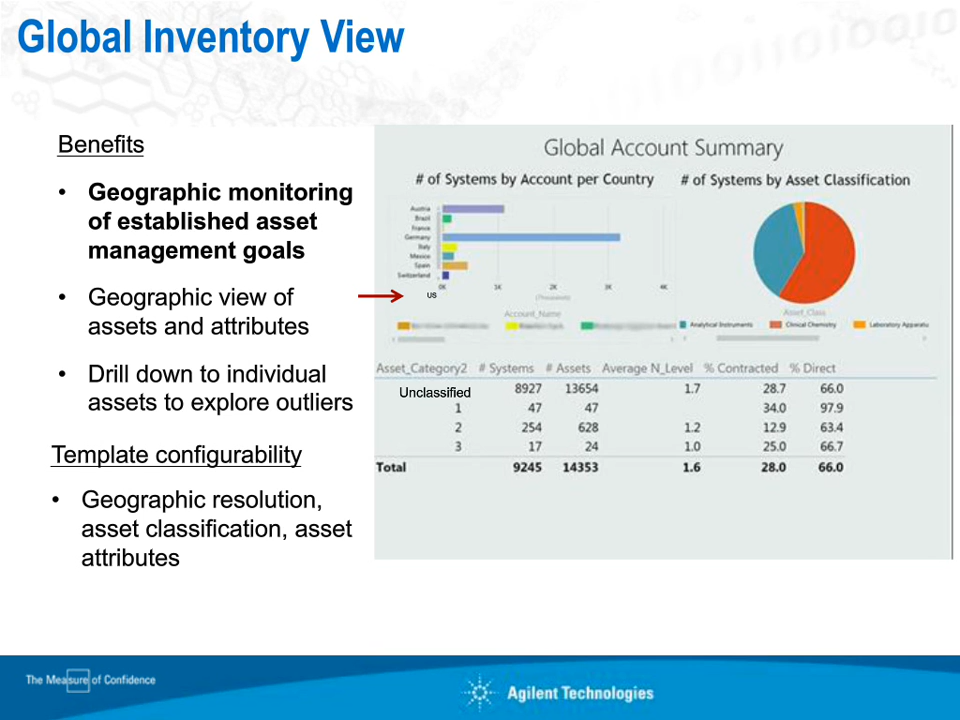 Global Inventory View
Benefits
• Geographic monitoring
of established asset
management goals
• Geographic view of
assets and attributes
• Drill down to individual
assets to explore outliers
Template configurability
• Geographic resolution,
asset classification, asset
attributes
Global Account Summary
# of Systems by Account per Country
Austria
Brazil
France
Germany
Italy
Mexico
Spain
Switzerland
US
0K 1K 2K 3K 4K
(Thousands)
Account_Name
# of Systems by Asset Classification
Asset_Class
Analytical Instruments Clinical Chemistry Laboratory Apparatu
Asset_Category2 # Systems # Assets Average N_Level % Contracted % Direct
Unclassified 8927 13654 1.7 28.7 66.0
1 47 47 34.0 97.9
2 254 628 1.2 12.9 63.4
3 17 24 1.0 25.0 66.7
Total 9245 14353 1.6 28.0 66.0
The Measure of Confidence
Agilent Technologies